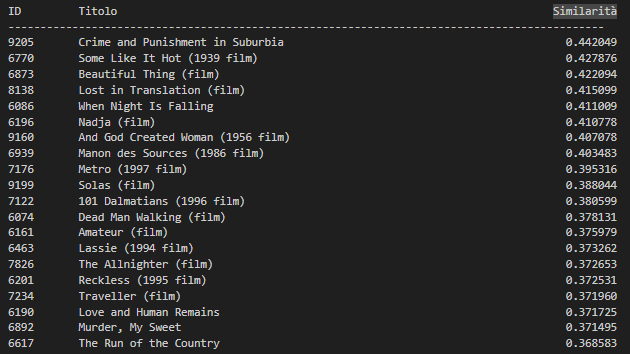 ID Titolo Similarità
9205 Crime and Punishment in Suburbia 0.442049
6770 Some Like It Hot (1939 film) 0.427876
6873 Beautiful Thing (film) 0.422094
8138 Lost in Translation (film) 0.415099
6086 When Night Is Falling 0.411009
6196 Nadja (film) 0.410778
9160 And God Created Woman (1956 film) 0.407078
6939 Manon des Sources (1986 film) 0.403483
7176 Metro (1997 film) 0.395316
9199 Solas (film) 0.388044
7122 101 Dalmatians (1996 film) 0.380599
6074 Dead Man Walking (film) 0.378131
6161 Amateur (film) 0.375979
6463 Lassie (1994 film) 0.373262
7826 The Allnighter (film) 0.372653
6201 Reckless (1995 film) 0.372531
7234 Traveller (film) 0.371960
6190 Love and Human Remains 0.371725
6892 Murder, My Sweet 0.371495
6617 The Run of the Country 0.368583